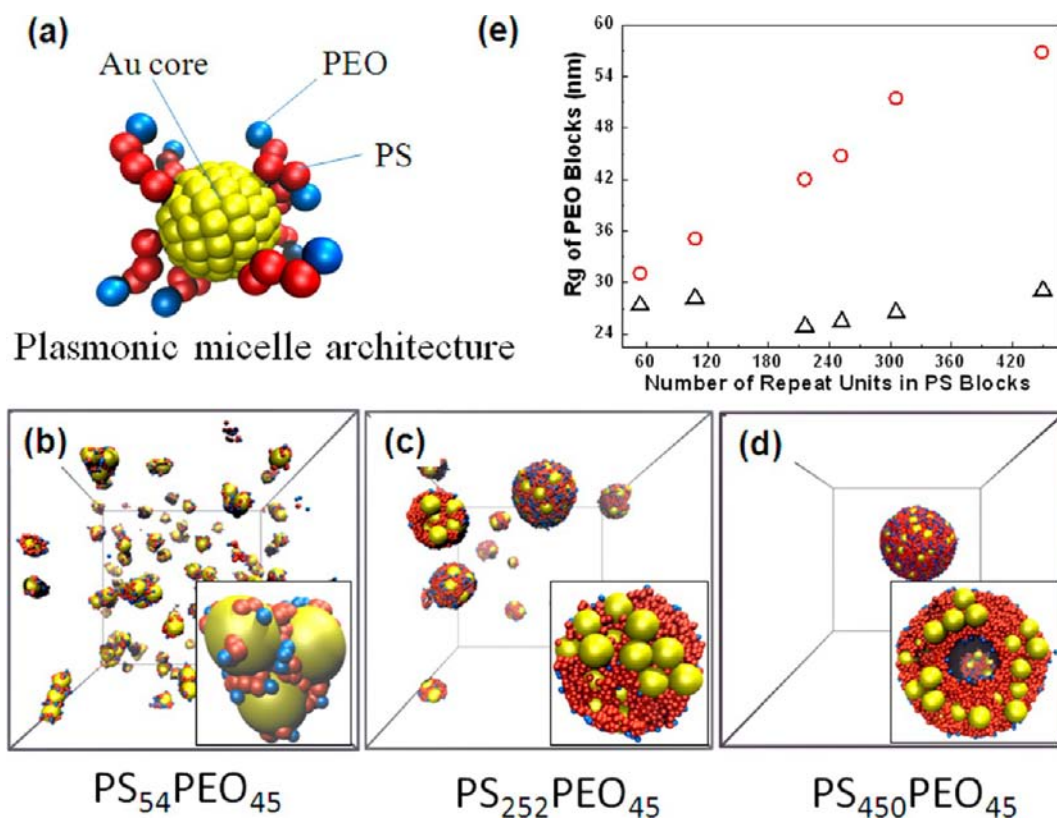 (a)
Au core
PEO
PS
Plasmonic micelle architecture
(e)
Rg of PEO Blocks (nm)
60
54
48
42
36
30
24
60 120 180 240 300 360 420
Number of Repeat Units in PS Blocks
(b)
(c)
(d)
PS₅₄PEO₄₅
PS₂₅₂PEO₄₅
PS₄₅₀PEO₄₅